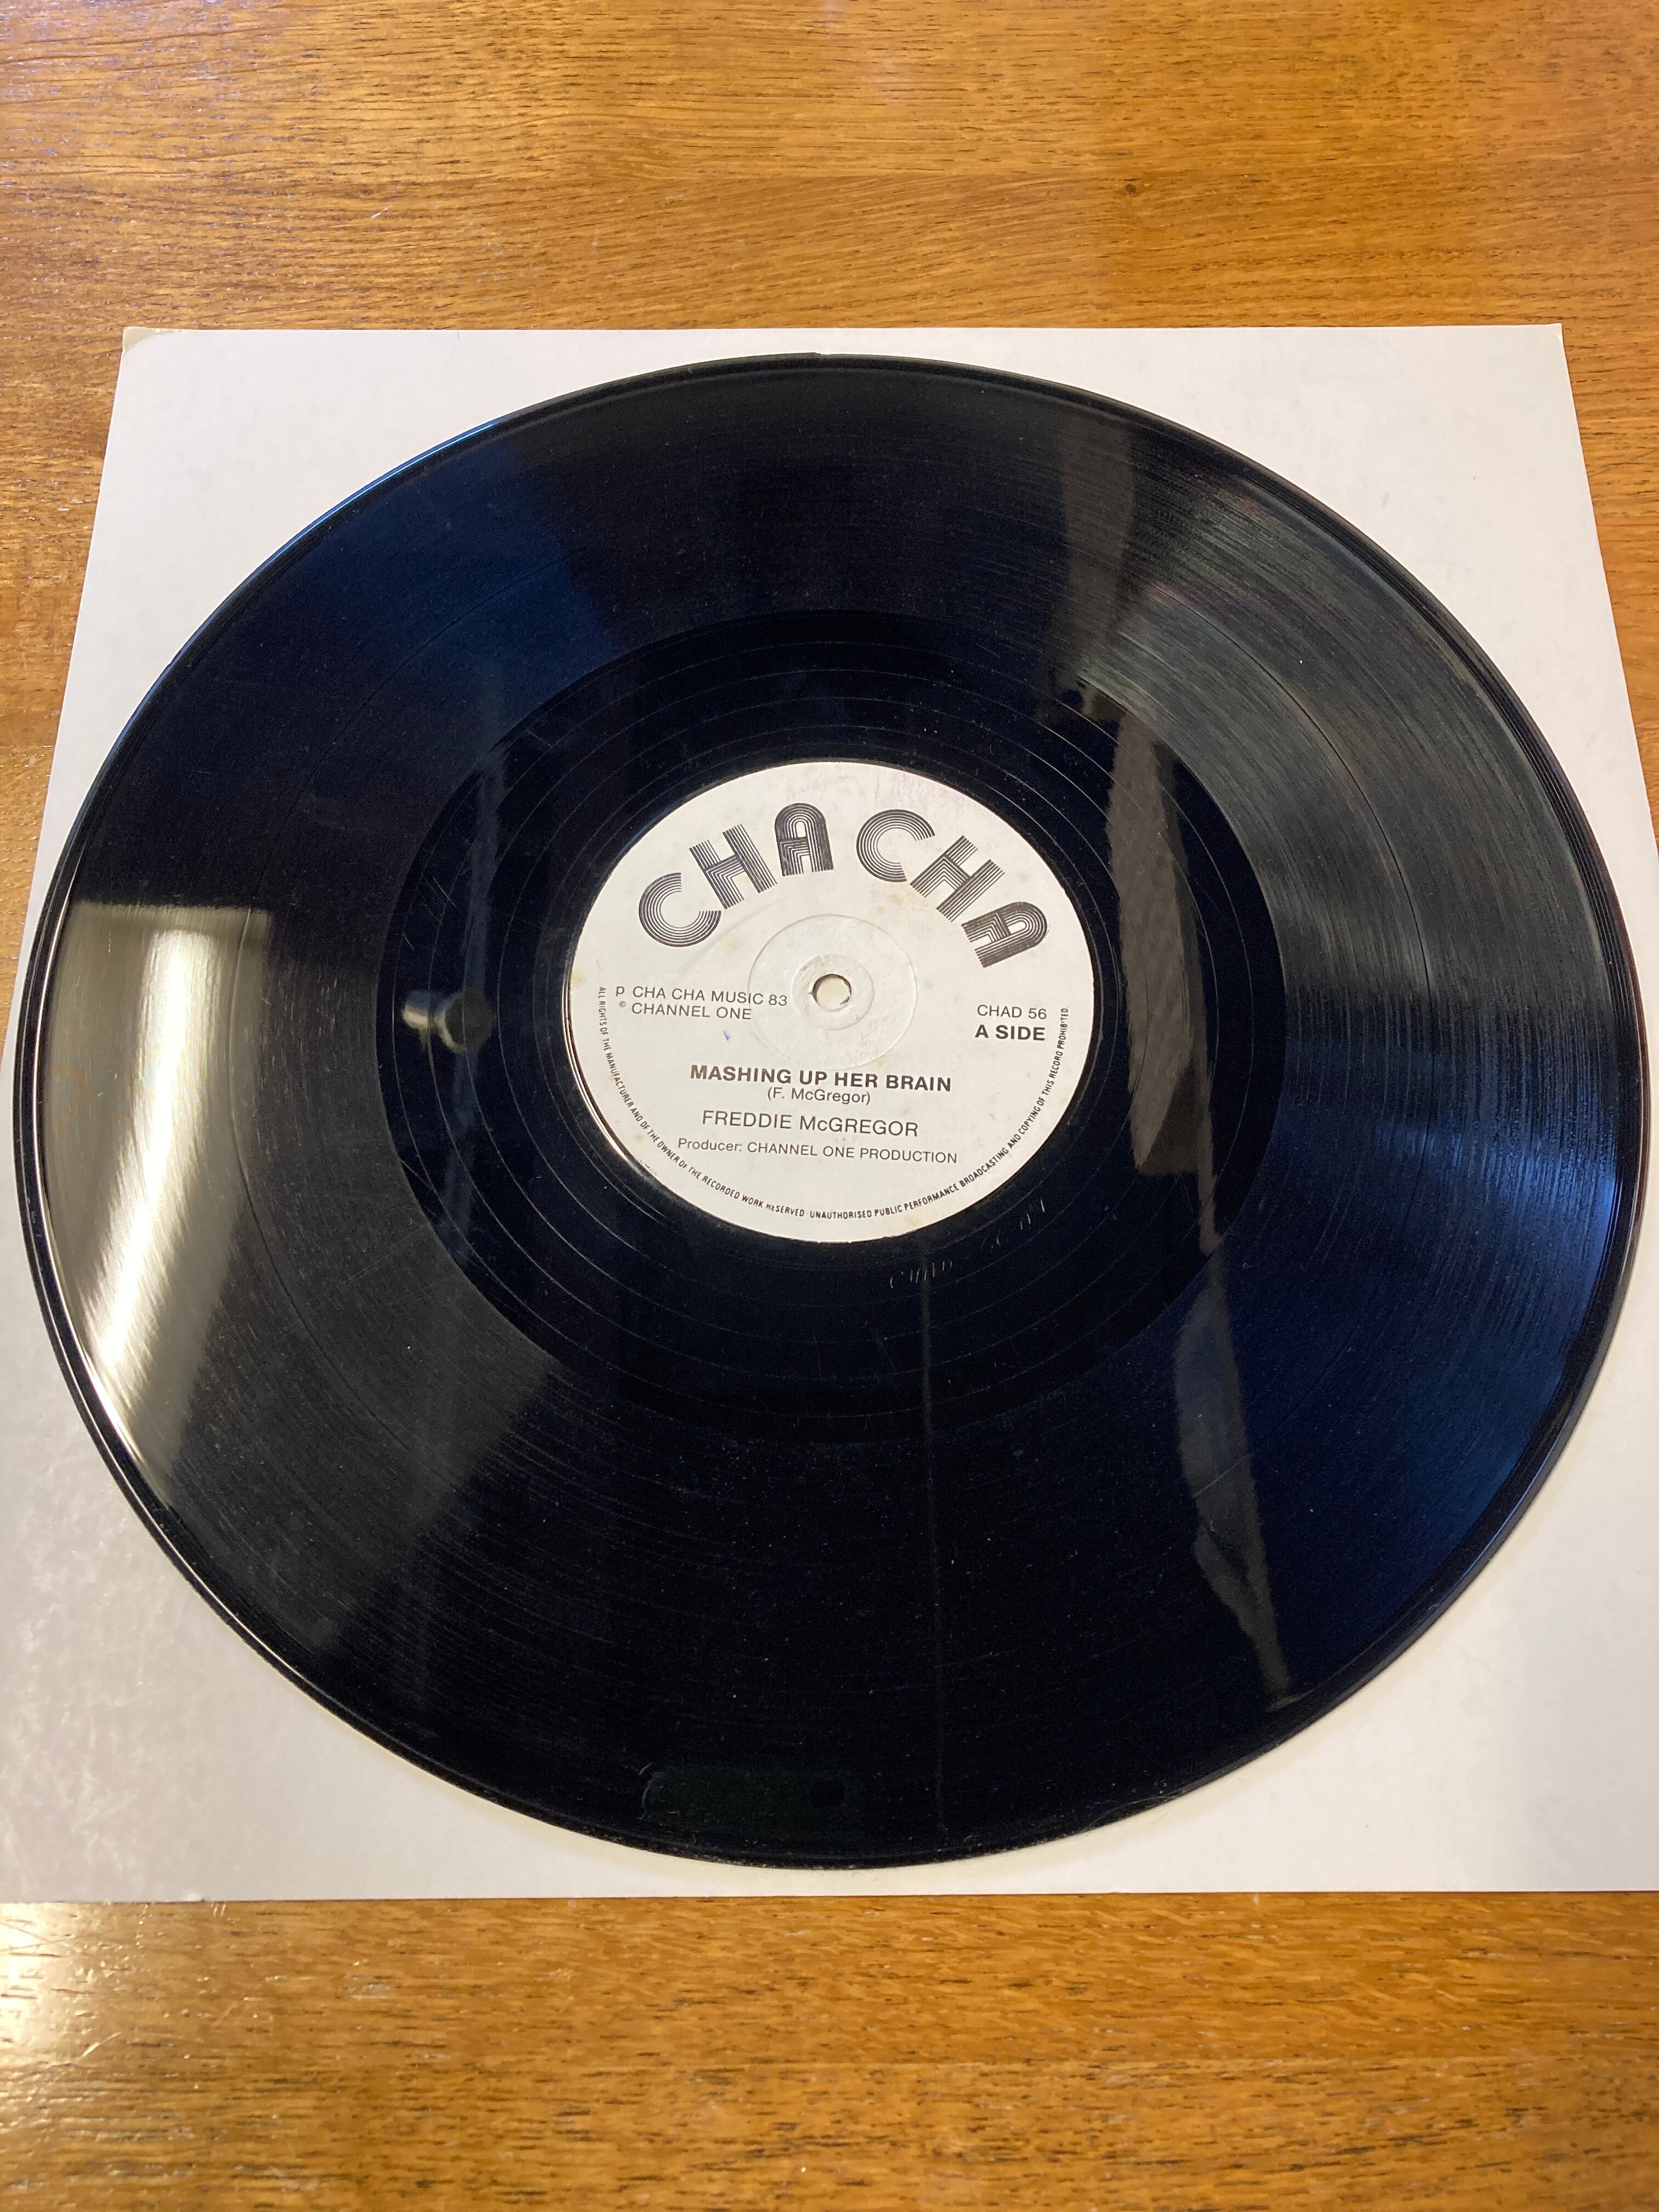 CHA CHA
P CHA CHA MUSIC 83
© CHANNEL ONE
CHAD 56
A SIDE
MASHING UP HER BRAIN
(F. McGregor)
FREDDIE McGREGOR
Producer: CHANNEL ONE PRODUCTION
ALL RIGHTS OF THE MANUFACTURER AND OF THE OWNER OF THE RECORDED WORK RESERVED · UNAUTHORISED PUBLIC PERFORMANCE BROADCASTING AND COPYING OF THIS RECORD PROHIBITED.
CHAD